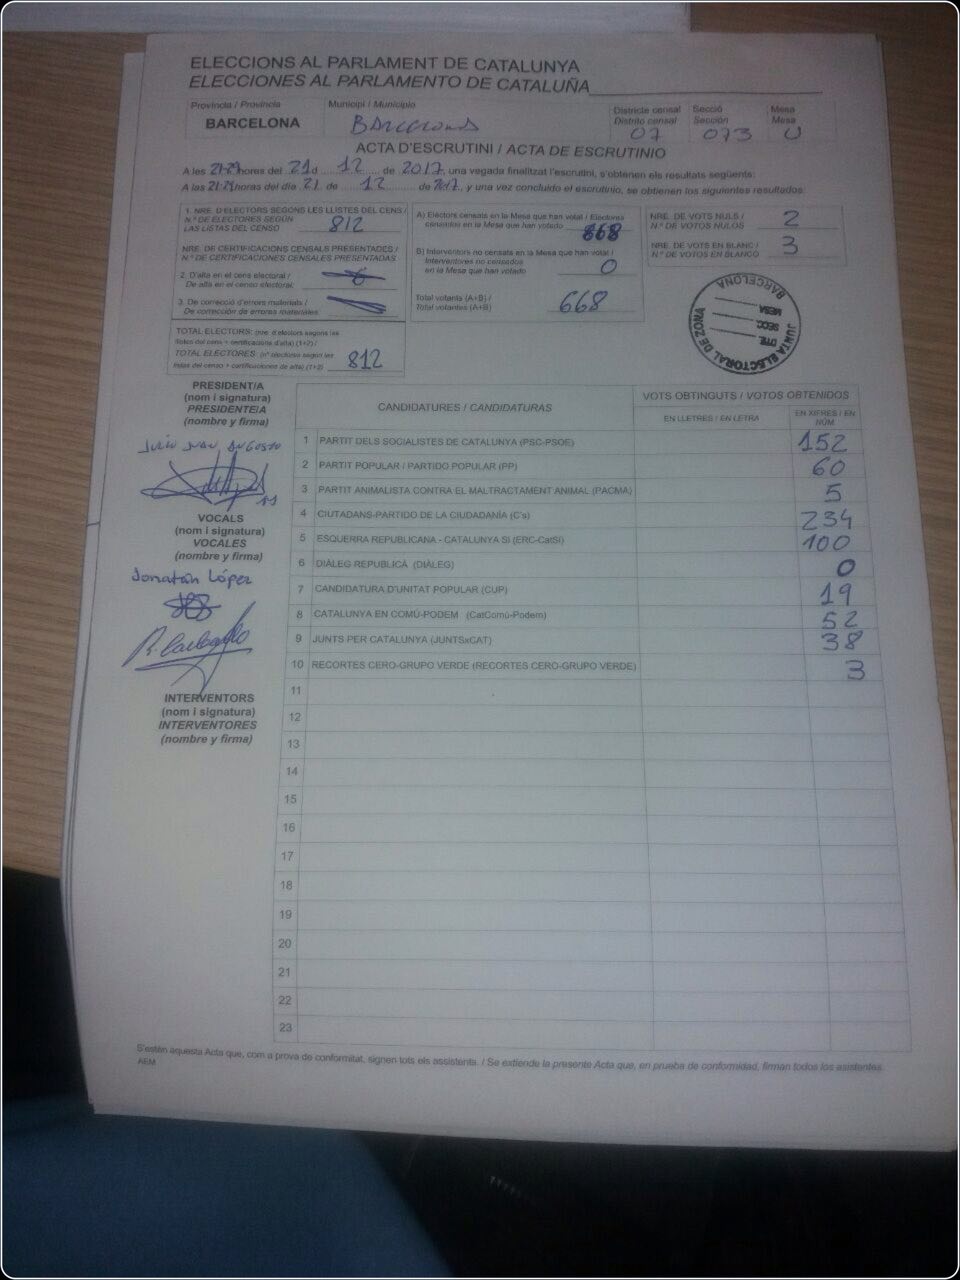 ELECCIONS AL PARLAMENT DE CATALUNYA
ELECCIONES AL PARLAMENTO DE CATALUÑA
Província / Provincia
BARCELONA
Municipi / Municipio
Barcelona
Districte censal
Distrito censal
07
Secció
Sección
073
Mesa
Mesa
U
ACTA D'ESCRUTINI / ACTA DE ESCRUTINIO
A les 21:29 hores del 21 d 12 de 2017, una vegada finalitzat l'escrutini, s'obtenen els resultats següents:
A las 21:29 horas del día 21 de 12 de 2017, y una vez concluido el escrutinio, se obtienen los siguientes resultados:
1. NRE. D'ELECTORS SEGONS LES LLISTES DEL CENS /
N.º DE ELECTORES SEGÚN
LAS LISTAS DEL CENSO 812
NRE. DE CERTIFICACIONS CENSALS PRESENTADES /
N.º DE CERTIFICACIONES CENSALES PRESENTADAS
2. D'alta en el cens electoral /
De alta en el censo electoral:
3. De correcció d'errors materials /
De corrección de errores materiales
TOTAL ELECTORS: (nre. d'electors segons les
llistes del cens + certificacions d'alta) (1+2) /
TOTAL ELECTORES: (nº electores según las
listas del censo + certificaciones de alta) (1+2) 812
A) Electors censats en la Mesa que han votat / Electores
censados en la Mesa que han votado 668
B) Interventors no censats en la Mesa que han votat /
Interventores no censados
en la Mesa que han votado 0
Total votants (A+B) /
Total votantes (A+B) 668
NRE. DE VOTS NULS /
N.º DE VOTOS NULOS 2
NRE. DE VOTS EN BLANC /
N.º DE VOTOS EN BLANCO 3
JUNTA ELECTORAL DE ZONA
BARCELONA
DTE.
SECC.
MESA
PRESIDENT/A
(nom i signatura)
PRESIDENTE/A
(nombre y firma)
Julio Juan Augosto
VOCALS
(nom i signatura)
VOCALES
(nombre y firma)
Jonatán López
INTERVENTORS
(nom i signatura)
INTERVENTORES
(nombre y firma)
CANDIDATURES / CANDIDATURAS
VOTS OBTINGUTS / VOTOS OBTENIDOS
EN LLETRES / EN LETRA
EN XIFRES / EN NÚM
1 PARTIT DELS SOCIALISTES DE CATALUNYA (PSC-PSOE) 152
2 PARTIT POPULAR / PARTIDO POPULAR (PP) 60
3 PARTIT ANIMALISTA CONTRA EL MALTRACTAMENT ANIMAL (PACMA) 5
4 CIUTADANS-PARTIDO DE LA CIUDADANÍA (C's) 234
5 ESQUERRA REPUBLICANA - CATALUNYA SÍ (ERC-CatSí) 100
6 DIÀLEG REPUBLICÀ (DIÀLEG) 0
7 CANDIDATURA D'UNITAT POPULAR (CUP) 19
8 CATALUNYA EN COMÚ-PODEM (CatComú-Podem) 52
9 JUNTS PER CATALUNYA (JUNTSxCAT) 38
10 RECORTES CERO-GRUPO VERDE (RECORTES CERO-GRUPO VERDE) 3
11
12
13
14
15
16
17
18
19
20
21
22
23
S'estén aquesta Acta que, com a prova de conformitat, signen tots els assistents. / Se extiende la presente Acta que, en prueba de conformidad, firman todos los asistentes.
AEM